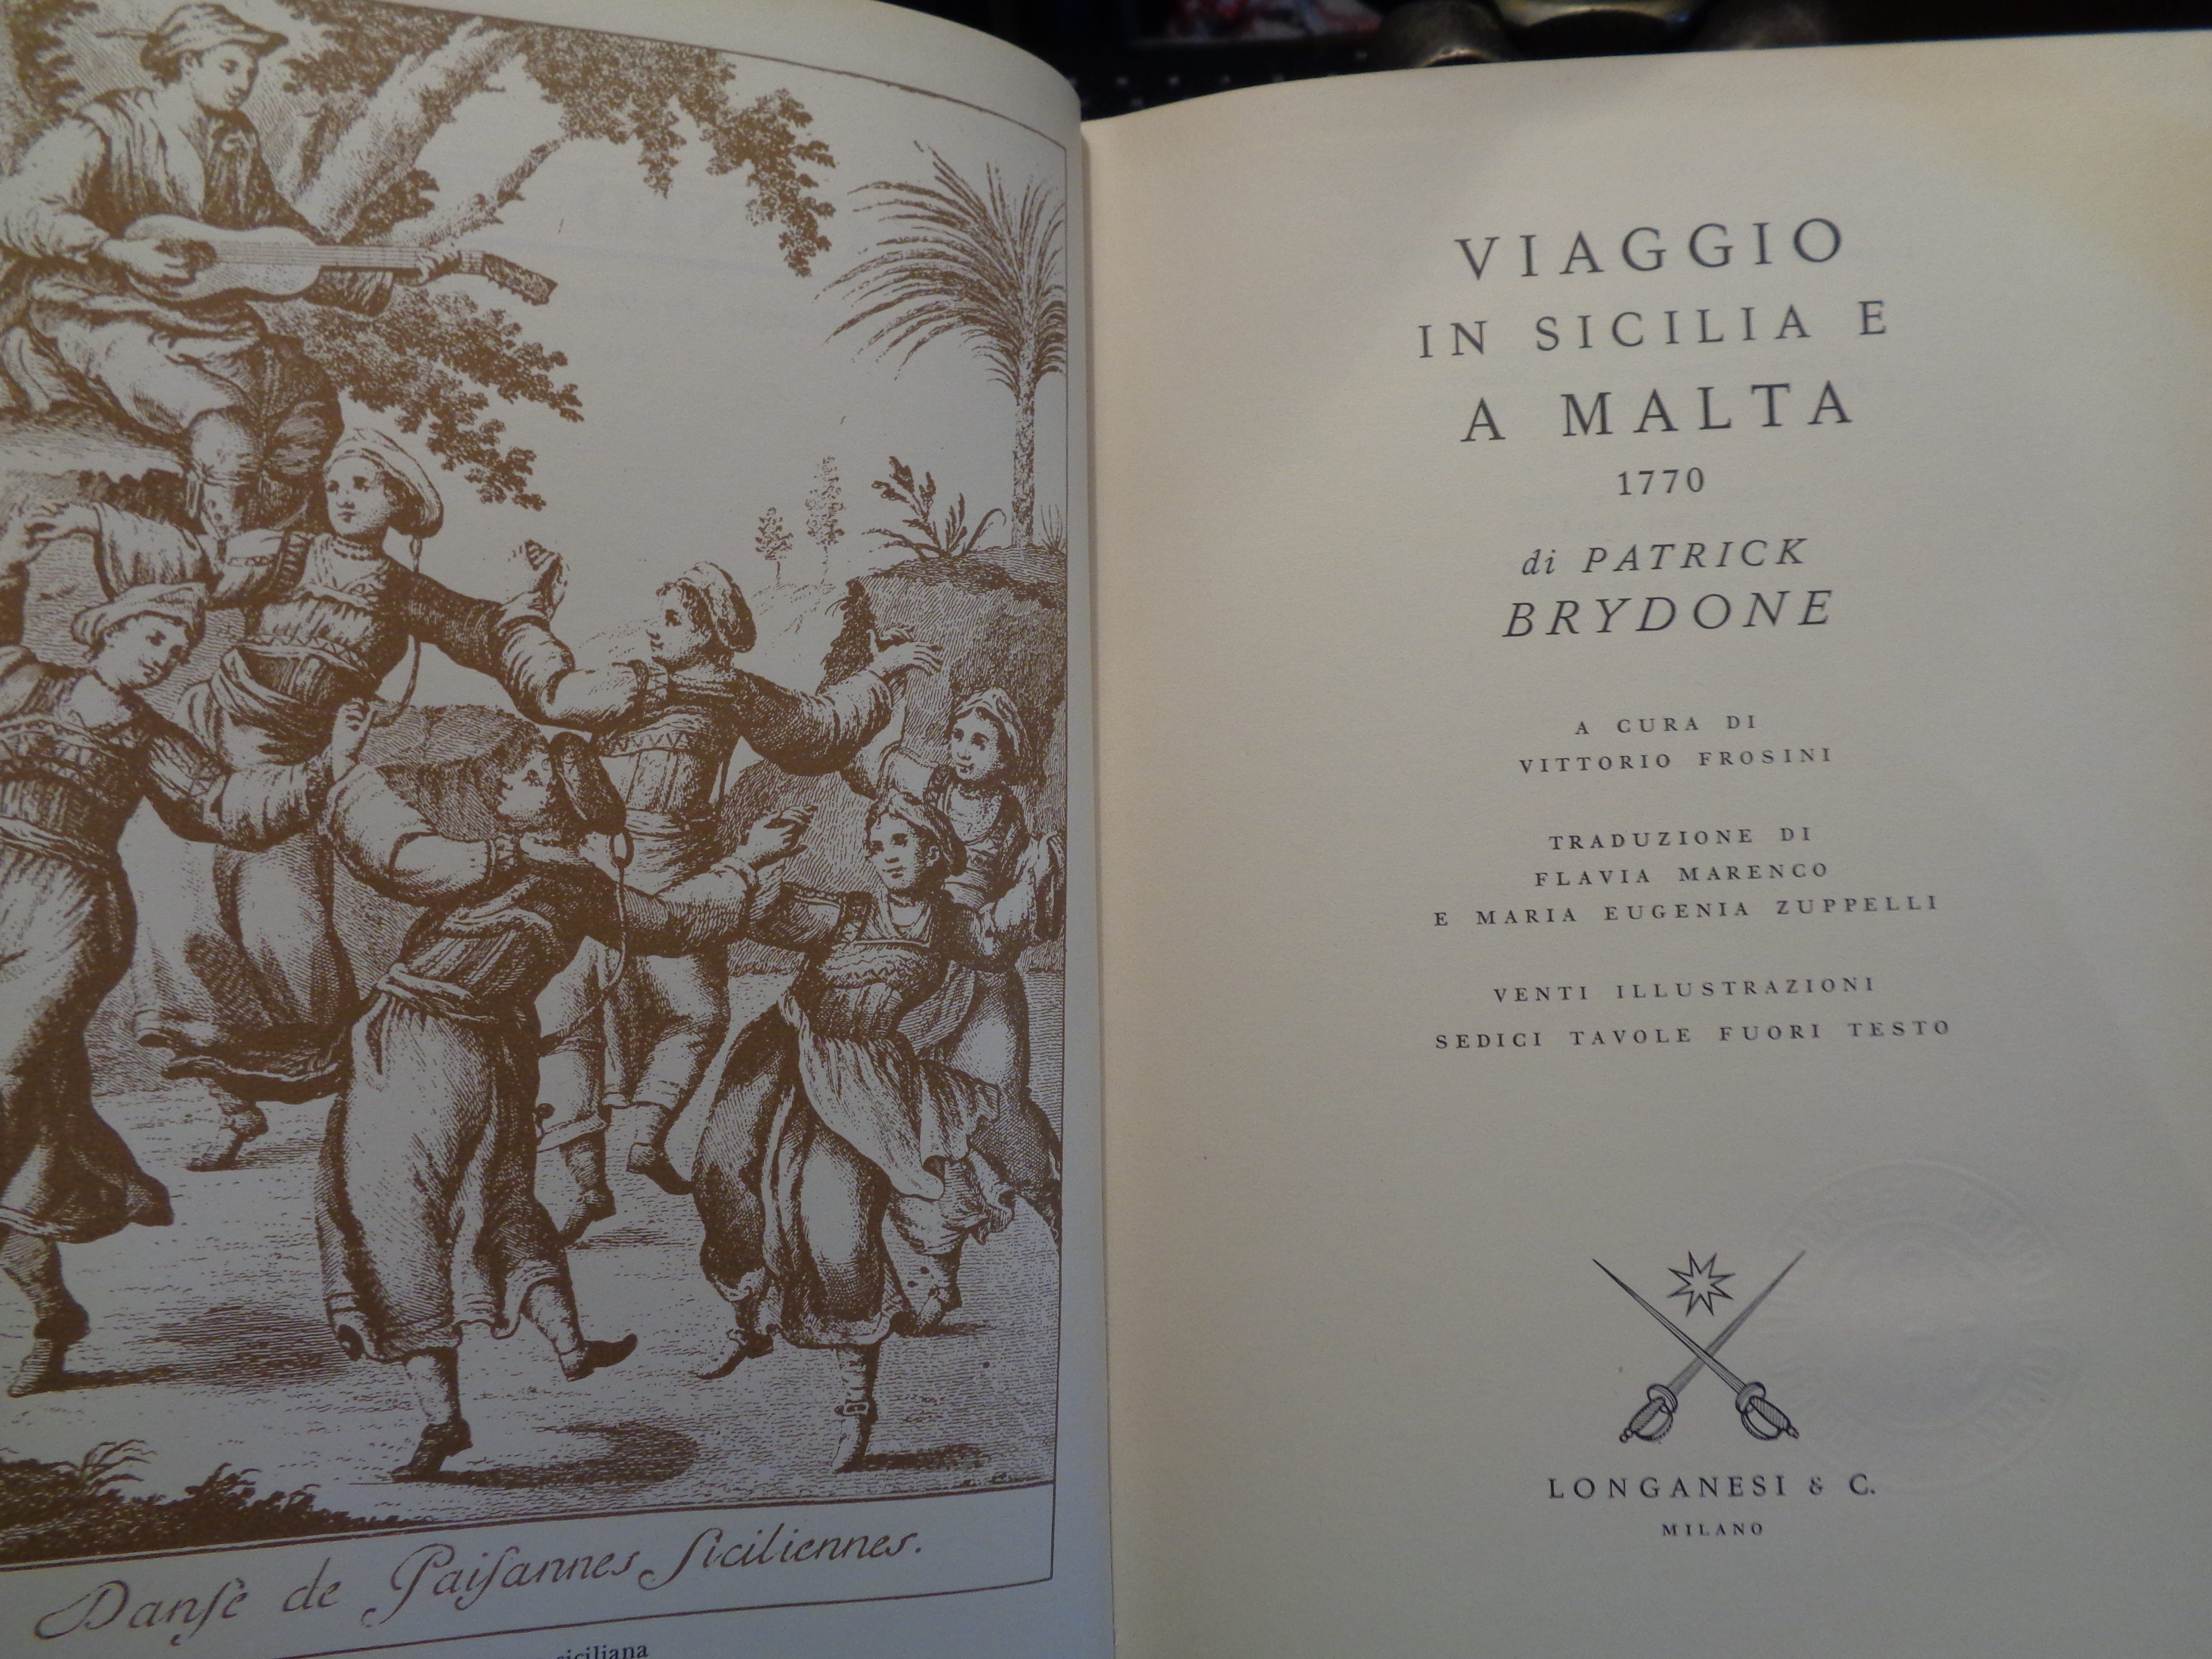 Danse de Paisannes Siciliennes.
siciliana
VIAGGIO
IN SICILIA E
A MALTA
1770
di PATRICK
BRYDONE
A CURA DI
VITTORIO FROSINI
TRADUZIONE DI
FLAVIA MARENCO
E MARIA EUGENIA ZUPPELLI
VENTI ILLUSTRAZIONI
SEDICI TAVOLE FUORI TESTO
LONGANESI & C.
MILANO